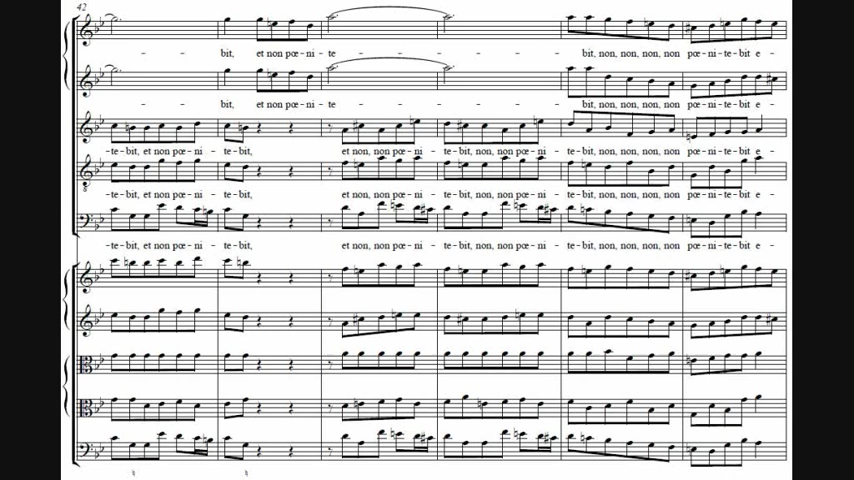 42
bit, et non pœ – ni – te – – – – bit, non, non, non, non pœ – ni – te – bit e –
bit, et non pœ – ni – te – – – – bit, non, non, non, non pœ – ni – te – bit e –
– te – bit, et non pœ – ni – te – bit, et non, non pœ – ni – te – bit, non, non pœ – ni – te – bit, non, non, non, non pœ – ni – te – bit e –
– te – bit, et non pœ – ni – te – bit, et non, non pœ – ni – te – bit, non, non pœ – ni – te – bit, non, non, non, non pœ – ni – te – bit e –
8
– te – bit, et non pœ – ni – te – bit, et non, non pœ – ni – te – bit, non, non pœ – ni – te – bit, non, non, non, non pœ – ni – te – bit e –